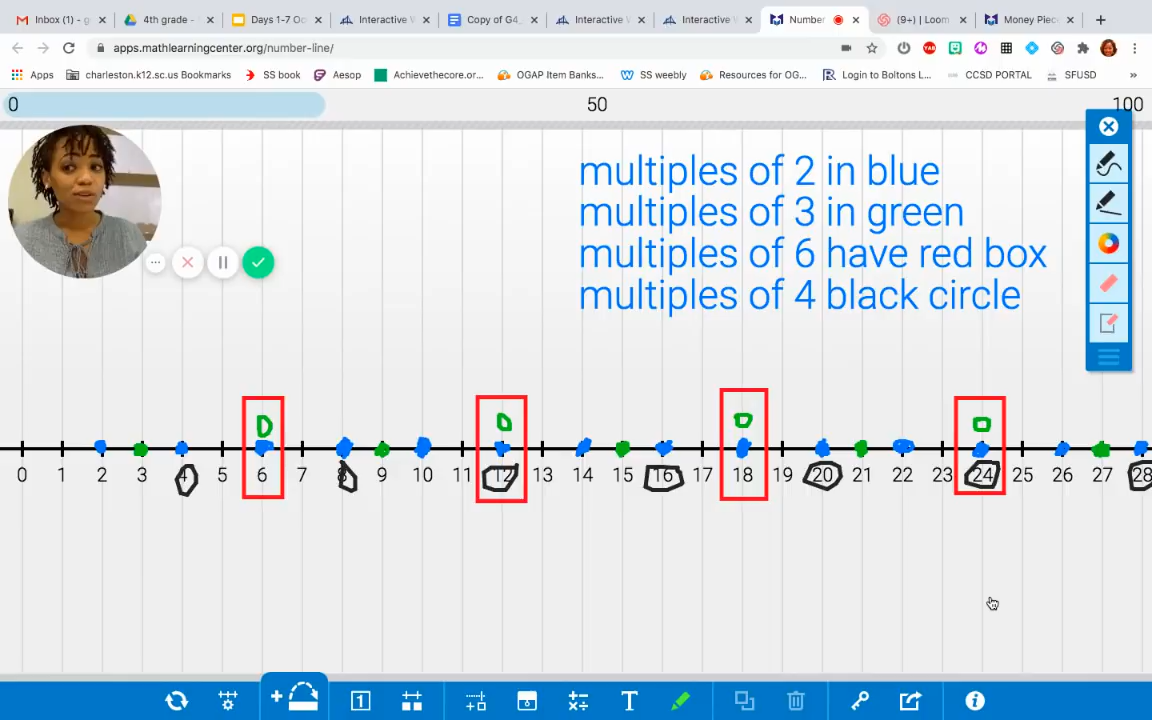 Inbox (1) - g
4th grade -
Days 1-7 Oc
Interactive V
Copy of G4_
Interactive V
Interactive V
Number
(9+) | Loom
Money Piec
apps.mathlearningcenter.org/number-line/
Apps
charleston.k12.sc.us Bookmarks
SS book
Aesop
Achievethecore.or...
OGAP Item Banks...
SS weekly
Resources for OG...
Login to Boltons L...
CCSD PORTAL
SFUSD
»
0 50 100
multiples of 2 in blue
multiples of 3 in green
multiples of 6 have red box
multiples of 4 black circle
0 1 2 3 4 5 6 7 8 9 10 11 12 13 14 15 16 17 18 19 20 21 22 23 24 25 26 27 28